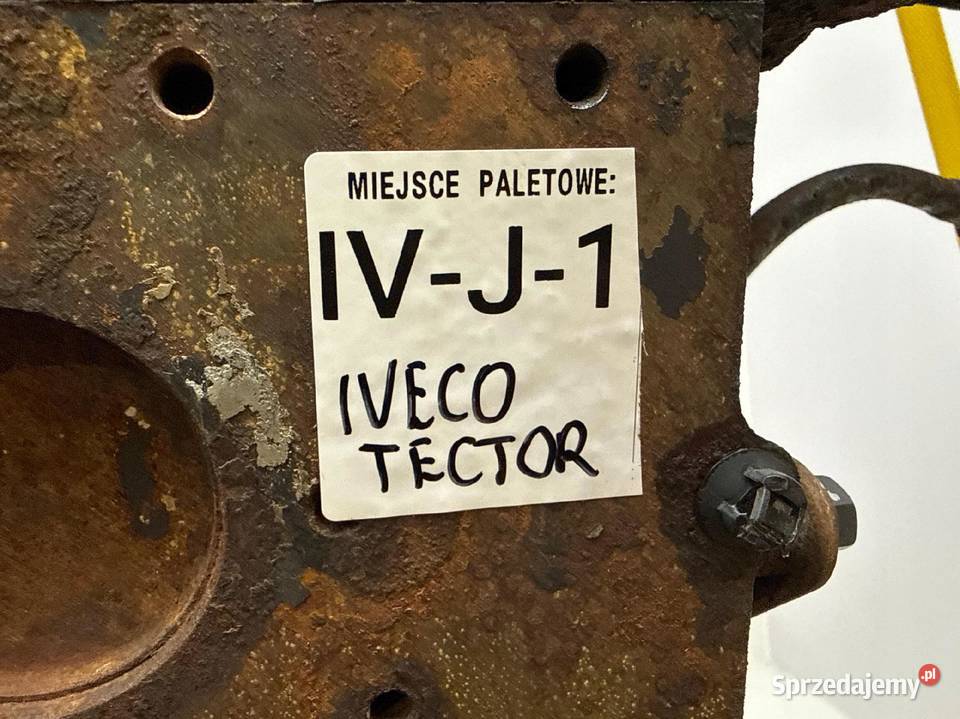 MIEJSCE PALETOWE:
IV-J-1
IVECO
TECTOR
Sprzedajemy.pl